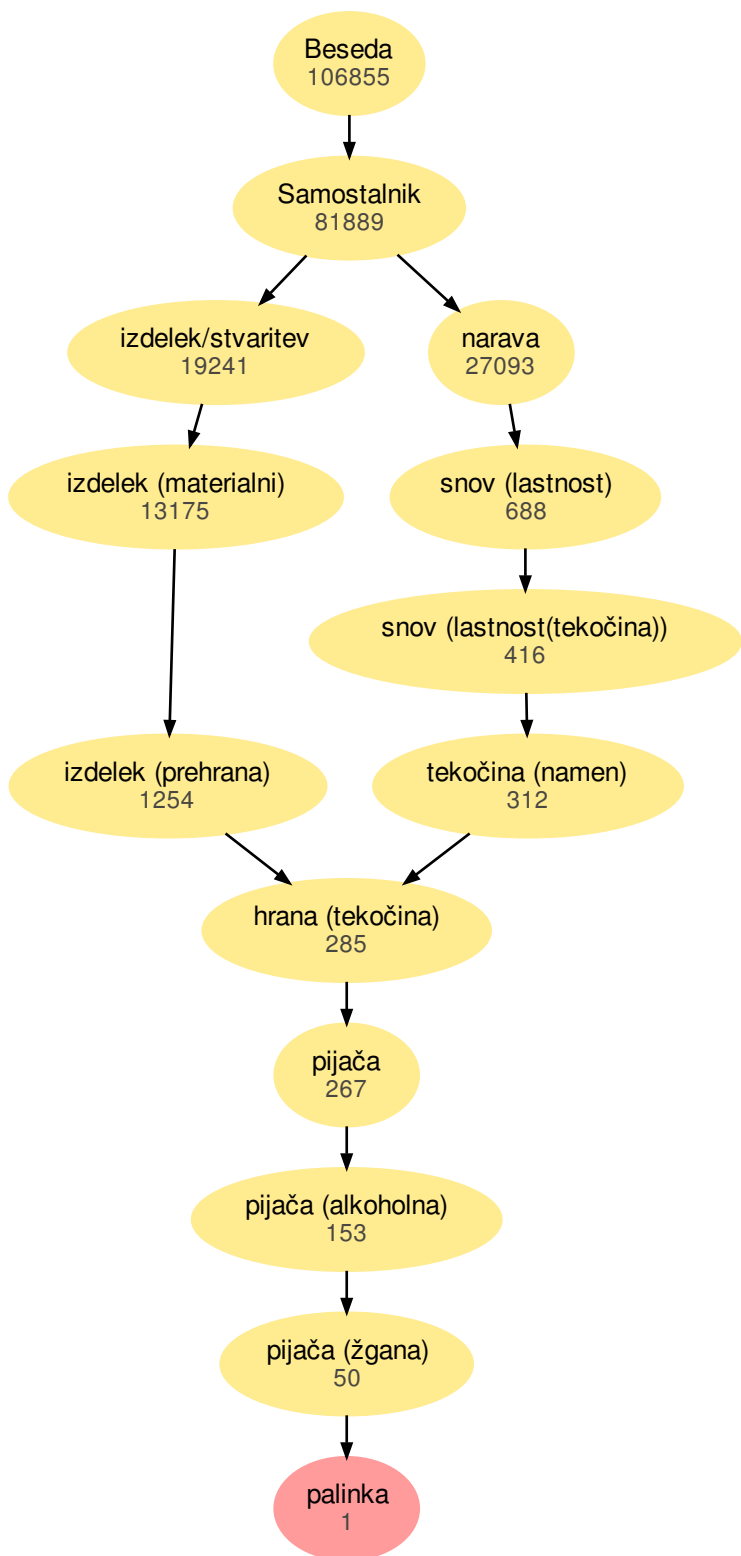 Beseda
106855
Samostalnik
81889
izdelek/stvaritev
19241
narava
27093
izdelek (materialni)
13175
snov (lastnost)
688
snov (lastnost(tekočina))
416
izdelek (prehrana)
1254
tekočina (namen)
312
hrana (tekočina)
285
pijača
267
pijača (alkoholna)
153
pijača (žgana)
50
palinka
1